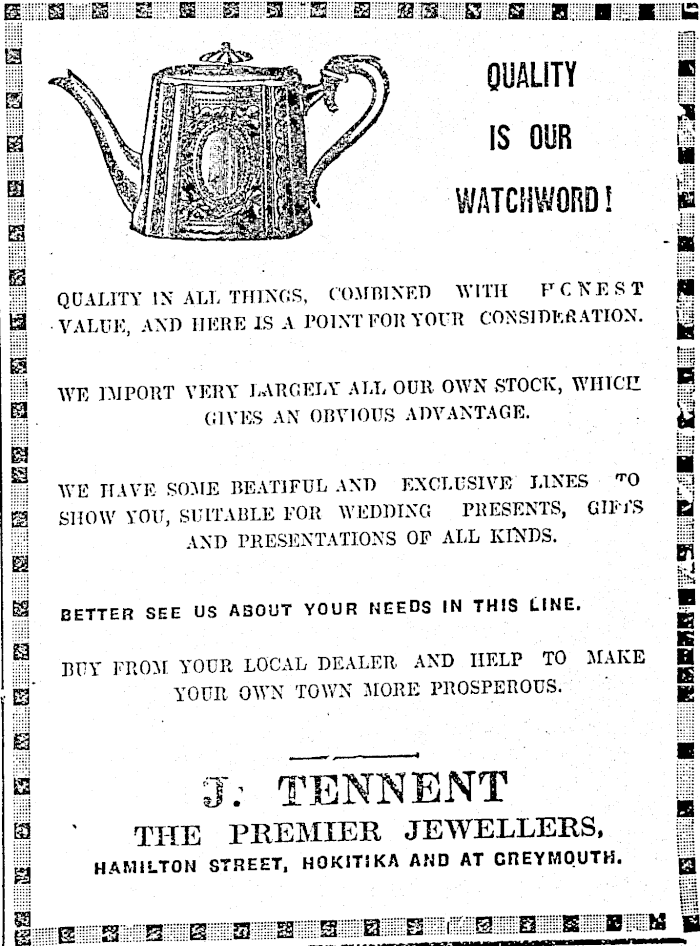 QUALITY
IS OUR
WATCHWORD!
QUALITY IN ALL THINGS, COMBINED WITH HONEST
VALUE, AND HERE IS A POINT FOR YOUR CONSIDERATION.
WE IMPORT VERY LARGELY ALL OUR OWN STOCK, WHICH
GIVES AN OBVIOUS ADVANTAGE.
WE HAVE SOME BEATIFUL AND EXCLUSIVE LINES TO
SHOW YOU, SUITABLE FOR WEDDING PRESENTS, GIFTS
AND PRESENTATIONS OF ALL KINDS.
BETTER SEE US ABOUT YOUR NEEDS IN THIS LINE.
BUY FROM YOUR LOCAL DEALER AND HELP TO MAKE
YOUR OWN TOWN MORE PROSPEROUS.
J. TENNENT
THE PREMIER JEWELLERS,
HAMILTON STREET, HOKITIKA AND AT GREYMOUTH.